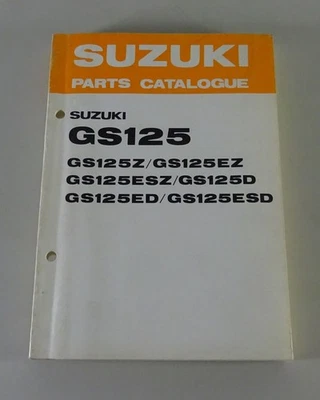 SUZUKI
PARTS CATALOGUE
SUZUKI
GS125
GS125Z/GS125EZ
GS125ESZ/GS125D
GS125ED/GS125ESD